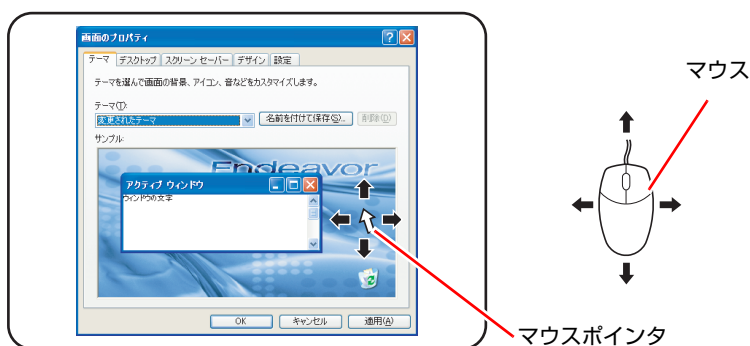 画面のプロパティ
テーマ デスクトップ スクリーン セーバー デザイン 設定
テーマを選んで画面の背景、アイコン、音などをカスタマイズします。
テーマ(T):
変更されたテーマ 名前を付けて保存(S)... 削除(D)
サンプル:
Endeavor
アクティブ ウィンドウ
ウィンドウの文字
OK キャンセル 適用(A)
マウス
マウスポインタ